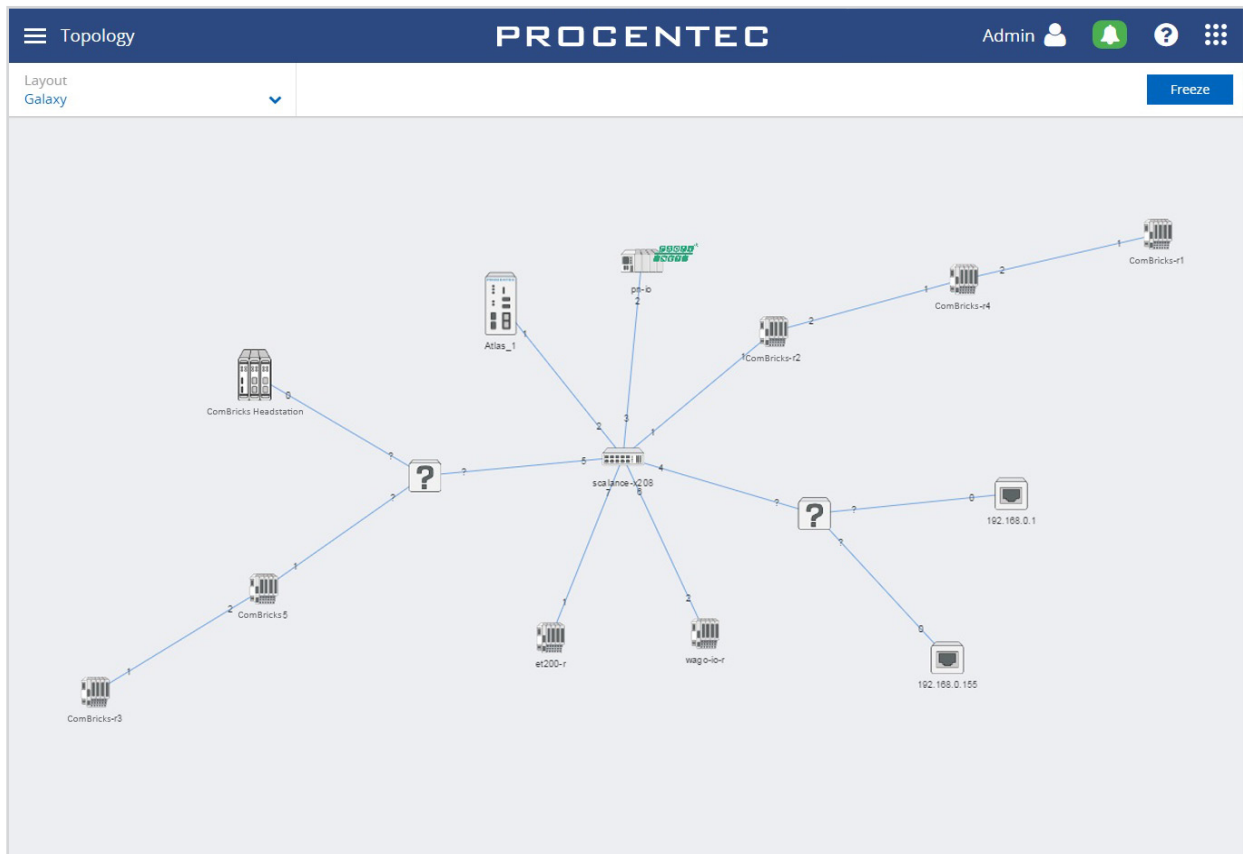 Topology
PROCENTEC
Admin
?
Layout
Galaxy
Freeze
1
ComBricks-r1
2
1
ComBricks-r4
2
1
ComBricks-r2
pn-io
2
Atlas_1
1
ComBricks Headstation
0
2
3
1
?
?
?
?
5
4
scalance-x208
7
6
?
?
?
?
0
192.168.0.1
1
ComBricks5
2
1
ComBricks-r3
1
et200-r
2
wago-io-r
0
192.168.0.155